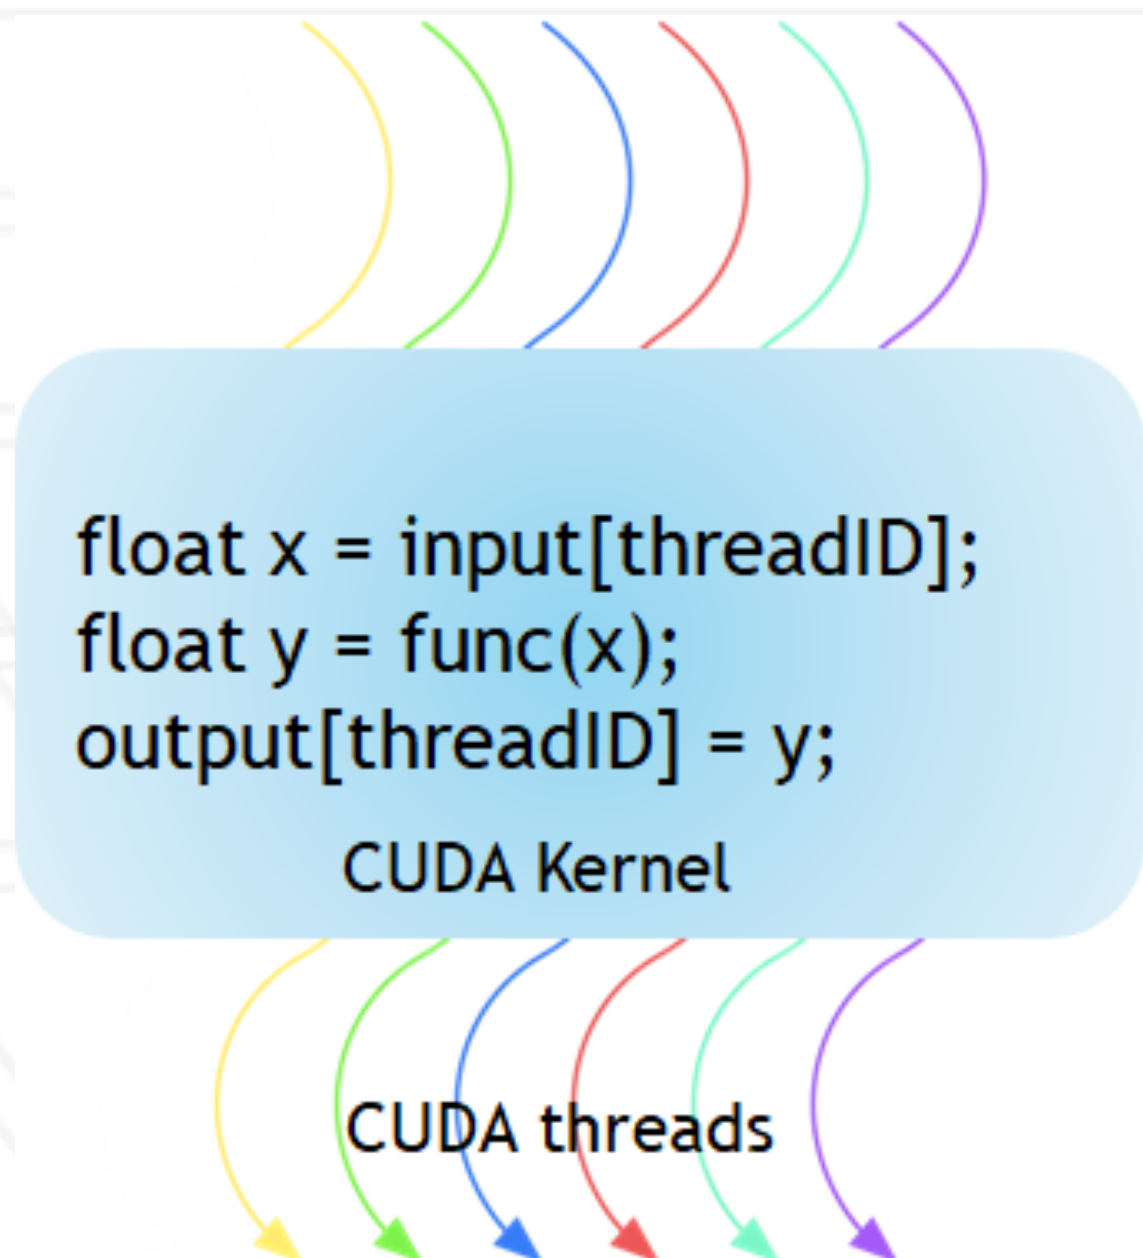 float x = input[threadID];
float y = func(x);
output[threadID] = y;
CUDA Kernel
CUDA threads